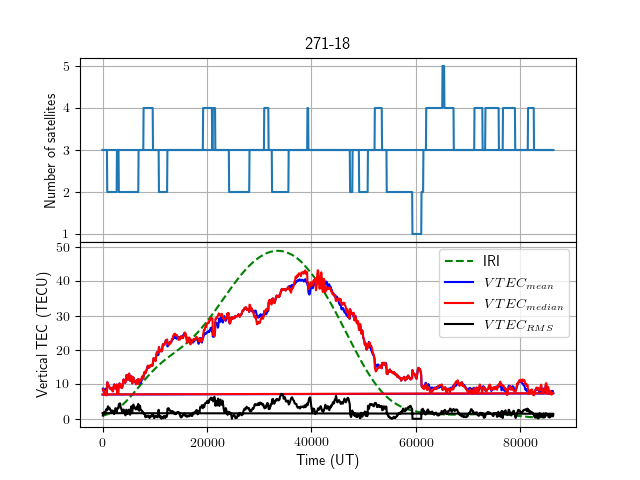 271-18
Number of satellites
5
4
3
2
1
Vertical TEC (TECU)
50
40
30
20
10
0
IRI
VTEC_mean
VTEC_median
VTEC_RMS
0 20000 40000 60000 80000
Time (UT)